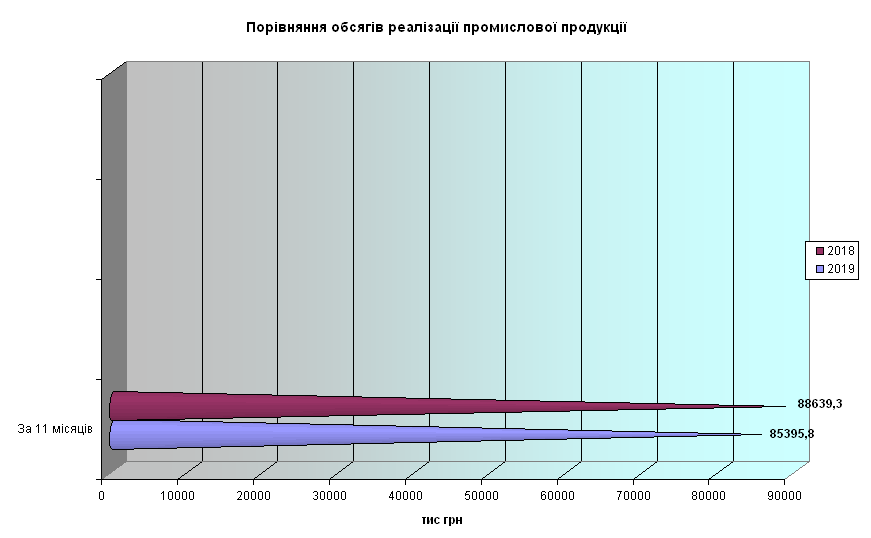 Порівняння обсягів реалізації промислової продукції
2018
2019
88639,3
За 11 місяців
85395,8
0 10000 20000 30000 40000 50000 60000 70000 80000 90000
тис грн